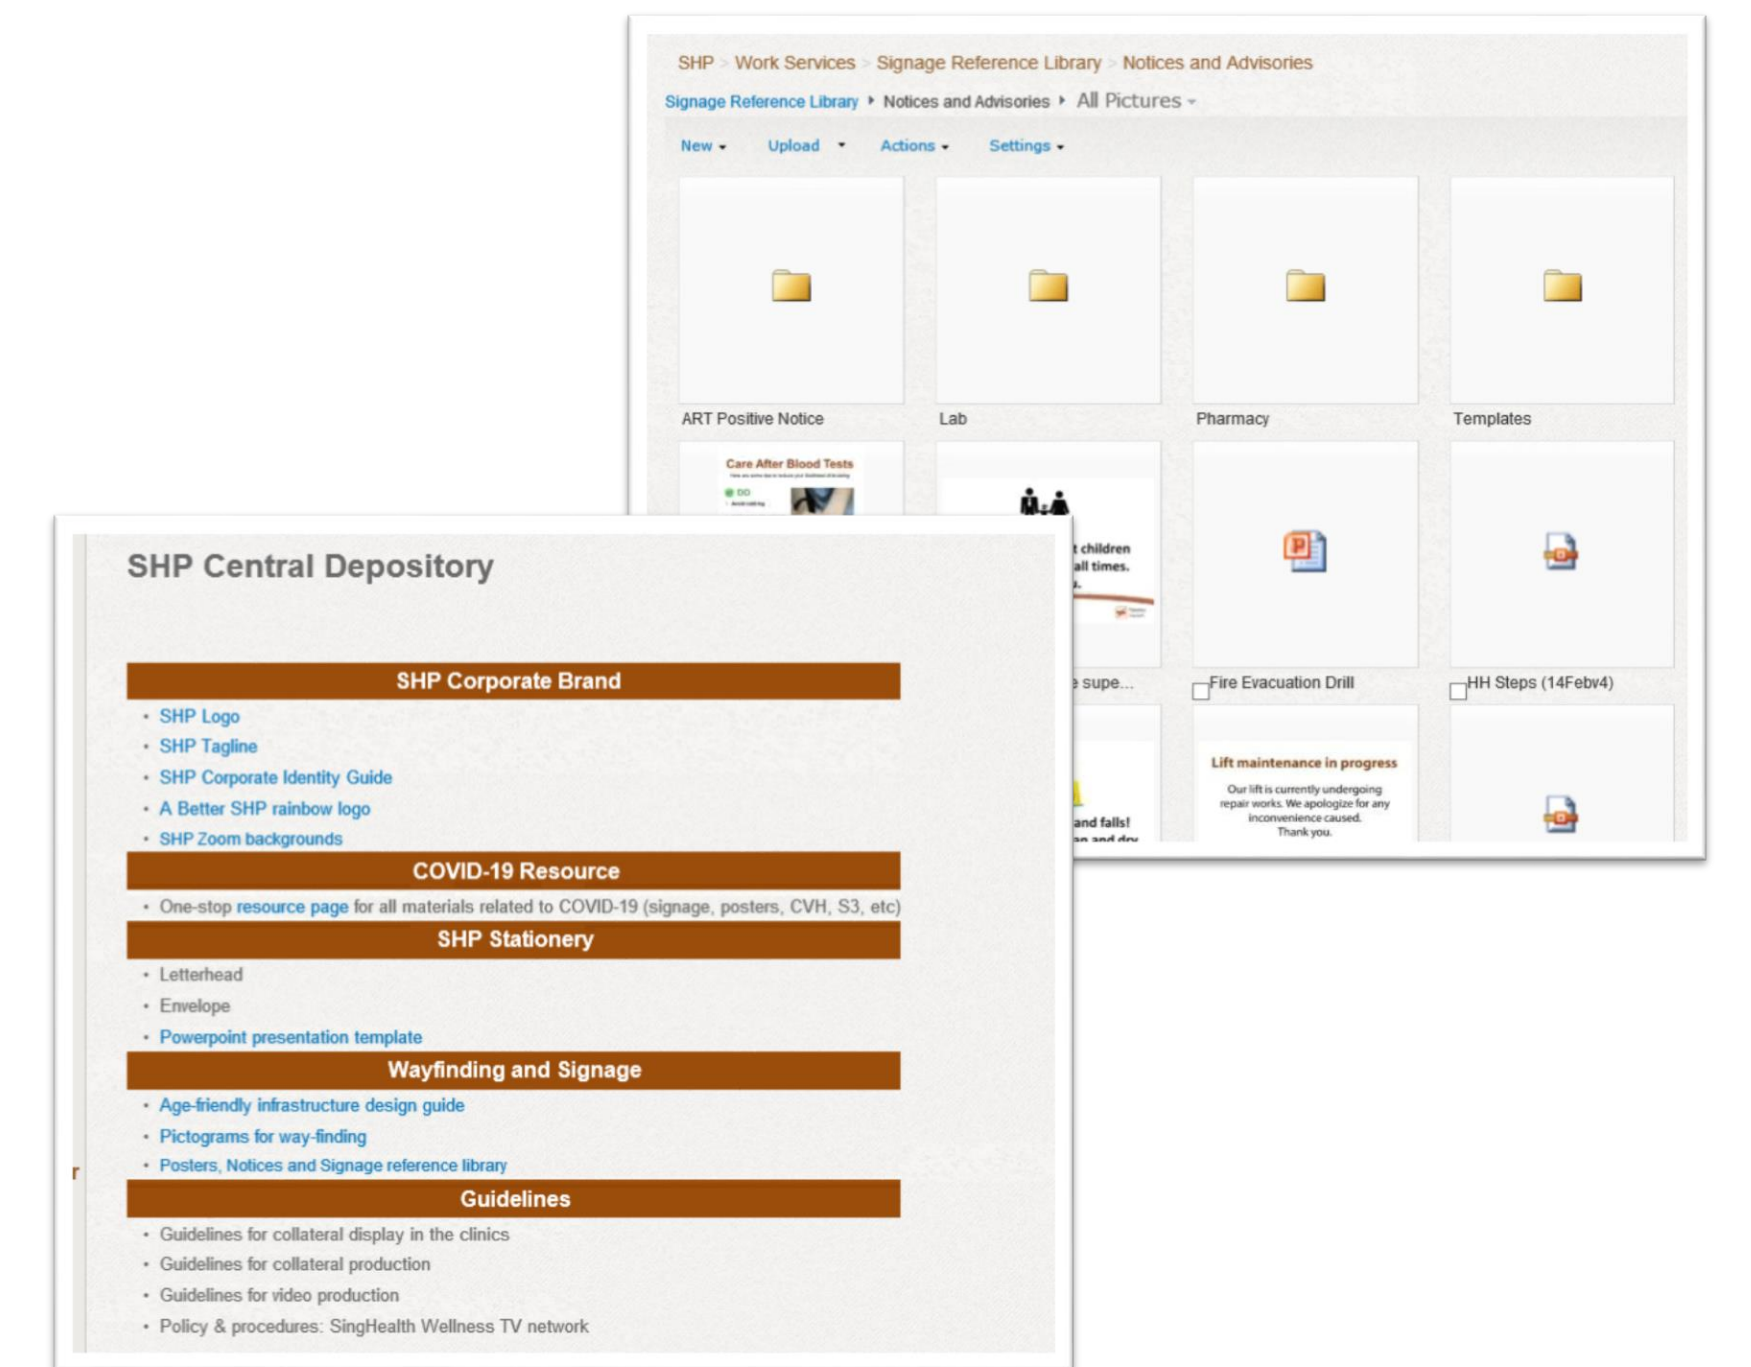 SHP > Work Services > Signage Reference Library > Notices and Advisories
Signage Reference Library ▸ Notices and Advisories ▸ All Pictures
New Upload Actions Settings
ART Positive Notice
Lab
Pharmacy
Templates
Care After Blood Tests
DO
t children
all times.
e supe...
Fire Evacuation Drill
HH Steps (14Febv4)
and falls!
an and dry
Lift maintenance in progress
Our lift is currently undergoing
repair works. We apologize for any
inconvenience caused.
Thank you.
SHP Central Depository
SHP Corporate Brand
• SHP Logo
• SHP Tagline
• SHP Corporate Identity Guide
• A Better SHP rainbow logo
• SHP Zoom backgrounds
COVID-19 Resource
• One-stop resource page for all materials related to COVID-19 (signage, posters, CVH, S3, etc)
SHP Stationery
• Letterhead
• Envelope
• Powerpoint presentation template
Wayfinding and Signage
• Age-friendly infrastructure design guide
• Pictograms for way-finding
• Posters, Notices and Signage reference library
Guidelines
• Guidelines for collateral display in the clinics
• Guidelines for collateral production
• Guidelines for video production
• Policy & procedures: SingHealth Wellness TV network
r